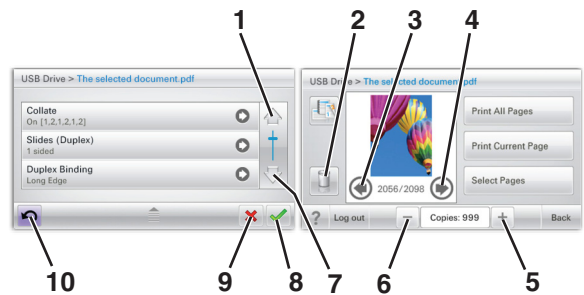 1
2
3
4
USB Drive > The selected document.pdf
Collate
On [1,2,1,2,1,2]
Slides (Duplex)
1 sided
Duplex Binding
Long Edge
USB Drive > The selected document.pdf
Print All Pages
Print Current Page
Select Pages
2056/2098
? Log out
Copies: 999
Back
10
9
8
7
6
5